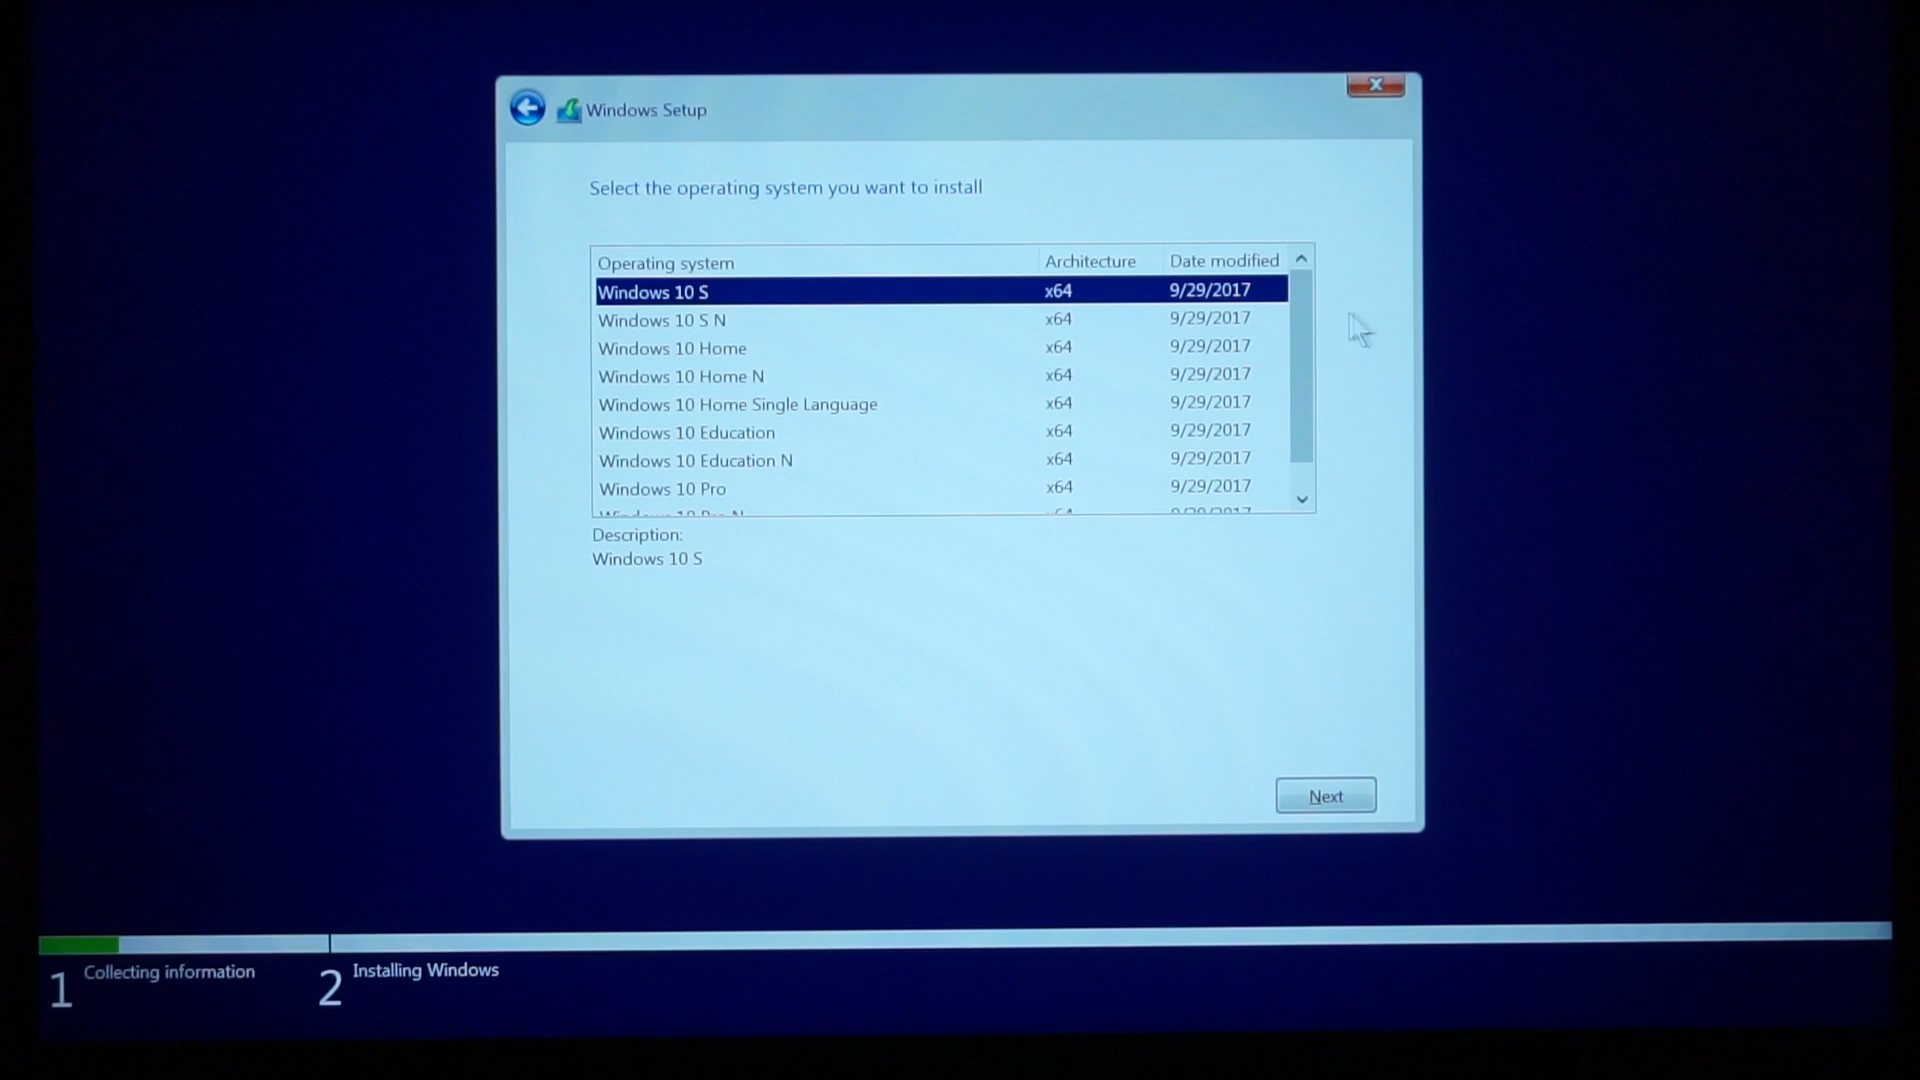 Windows Setup
Select the operating system you want to install
Operating system Architecture Date modified
Windows 10 S x64 9/29/2017
Windows 10 S N x64 9/29/2017
Windows 10 Home x64 9/29/2017
Windows 10 Home N x64 9/29/2017
Windows 10 Home Single Language x64 9/29/2017
Windows 10 Education x64 9/29/2017
Windows 10 Education N x64 9/29/2017
Windows 10 Pro x64 9/29/2017
Description:
Windows 10 S
Next
1 Collecting information 2 Installing Windows